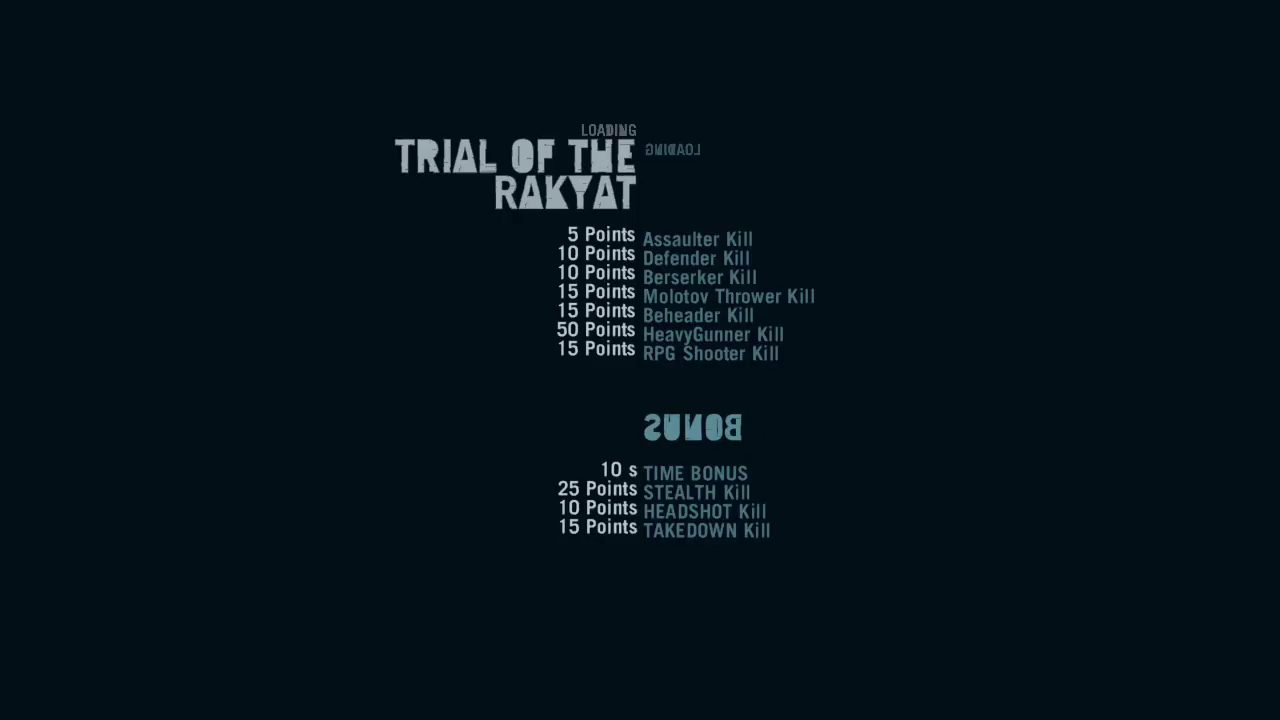 LOADING
TRIAL OF THE
RAKYAT
LOADING
5 Points Assaulter Kill
10 Points Defender Kill
10 Points Berserker Kill
15 Points Molotov Thrower Kill
15 Points Beheader Kill
50 Points HeavyGunner Kill
15 Points RPG Shooter Kill
BONUS
10 s TIME BONUS
25 Points STEALTH Kill
10 Points HEADSHOT Kill
15 Points TAKEDOWN Kill